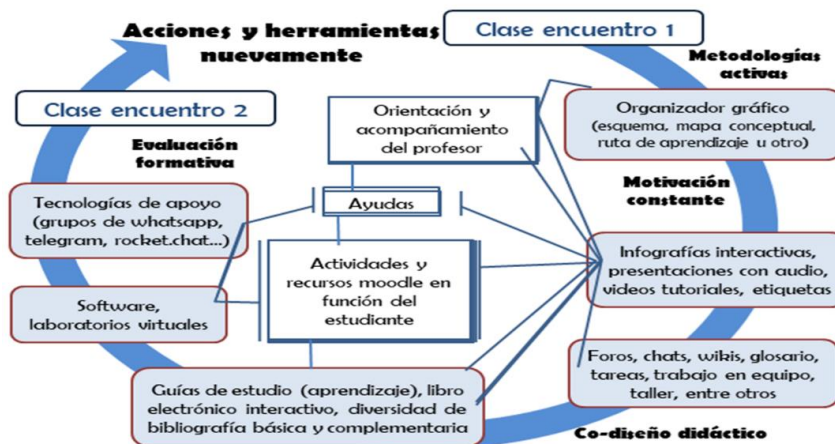 Acciones y herramientas
nuevamente
Clase encuentro 1
Metodologías
activas
Clase encuentro 2
Orientación y
acompañamiento
del profesor
Organizador gráfico
(esquema, mapa conceptual,
ruta de aprendizaje u otro)
Evaluación
formativa
Motivación
constante
Tecnologías de apoyo
(grupos de whatsapp,
telegram, rocket.chat...)
Ayudas
Infografías interactivas,
presentaciones con audio,
videos tutoriales, etiquetas
Actividades y
recursos moodle en
función del
estudiante
Software,
laboratorios virtuales
Foros, chats, wikis, glosario,
tareas, trabajo en equipo,
taller, entre otros
Guías de estudio (aprendizaje), libro
electrónico interactivo, diversidad de
bibliografía básica y complementaria
Co-diseño didáctico